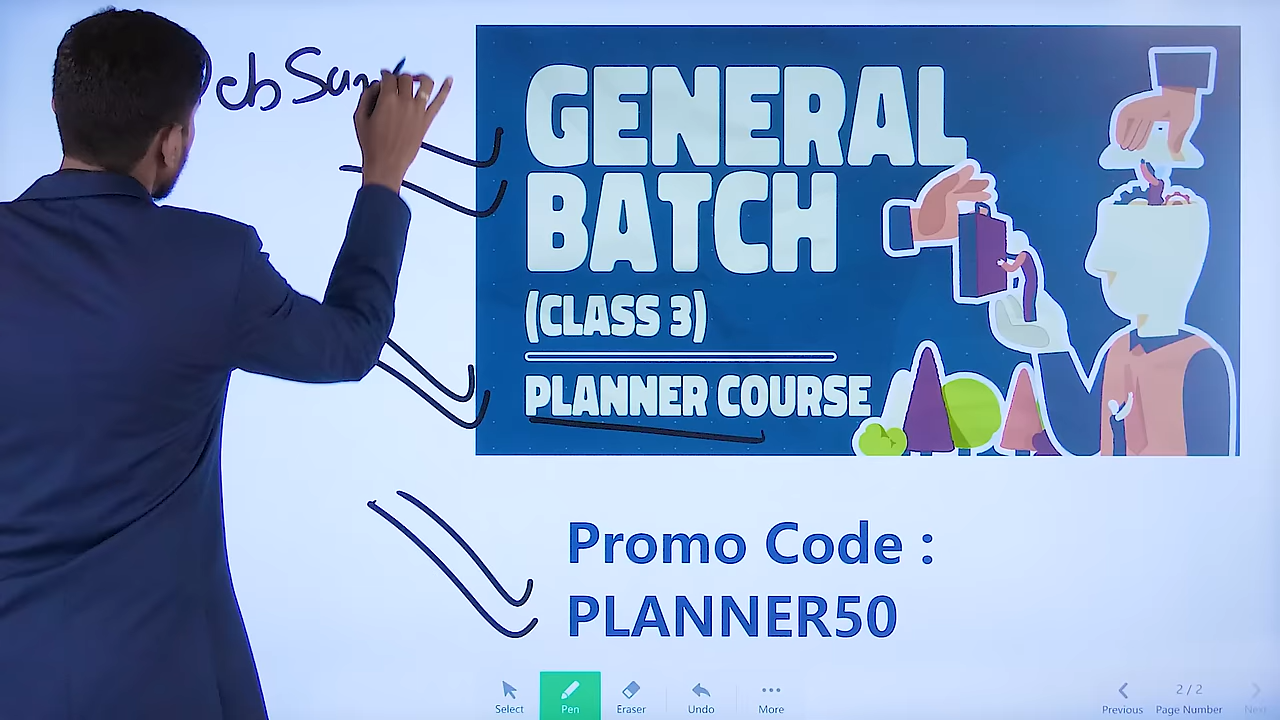 GENERAL
BATCH
(CLASS 3)
PLANNER COURSE
Promo Code :
PLANNER50
Select
Pen
Eraser
Undo
More
Previous
2 / 2
Page Number
Next